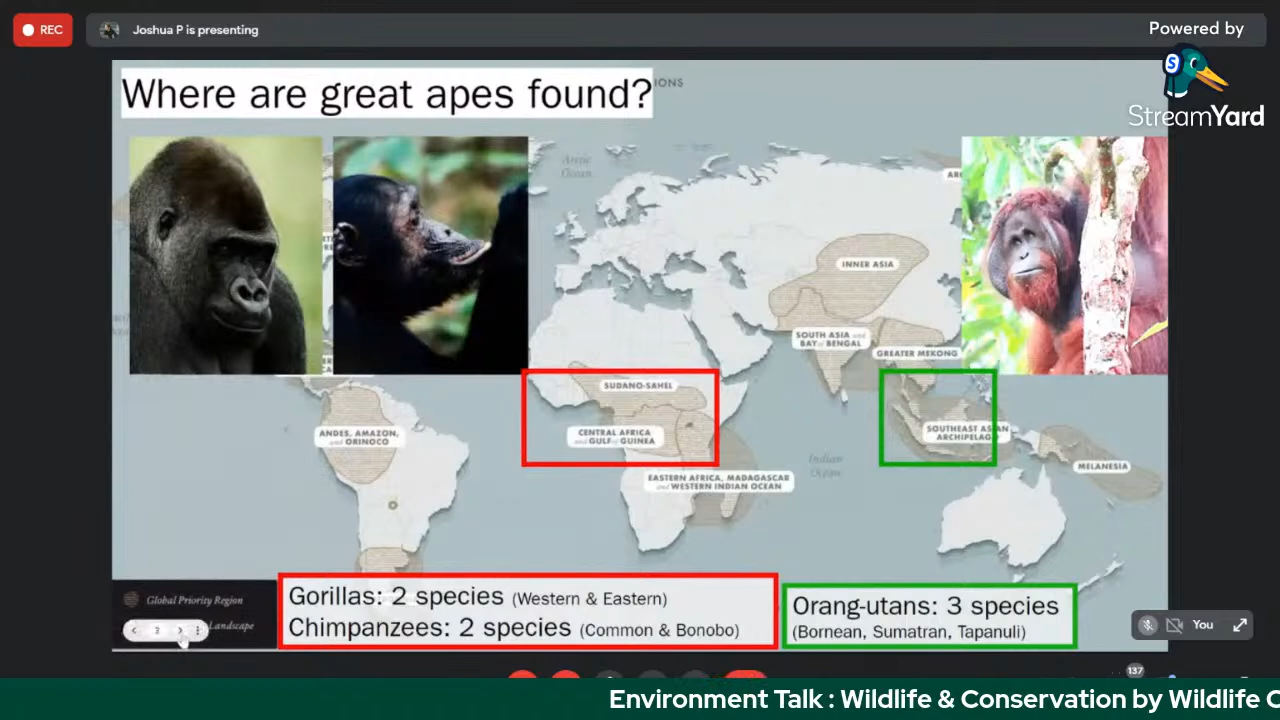 REC
Joshua P is presenting
Powered by
StreamYard
Where are great apes found?
IONS
Arctic
Ocean
INNER ASIA
SOUTH ASIA and
BAY of BENGAL
GREATER MEKONG
SUDANO-SAHEL
ANDES, AMAZON,
and ORINOCO
CENTRAL AFRICA
and GULF of GUINEA
SOUTHEAST ASIAN
ARCHIPELAGO
Indian
Ocean
MELANESIA
EASTERN AFRICA, MADAGASCAR
and WESTERN INDIAN OCEAN
Global Priority Region
Landscape
3
Gorillas: 2 species (Western & Eastern)
Chimpanzees: 2 species (Common & Bonobo)
Orang-utans: 3 species
(Bornean, Sumatran, Tapanuli)
You
137
Environment Talk : Wildlife & Conservation by Wildlife C